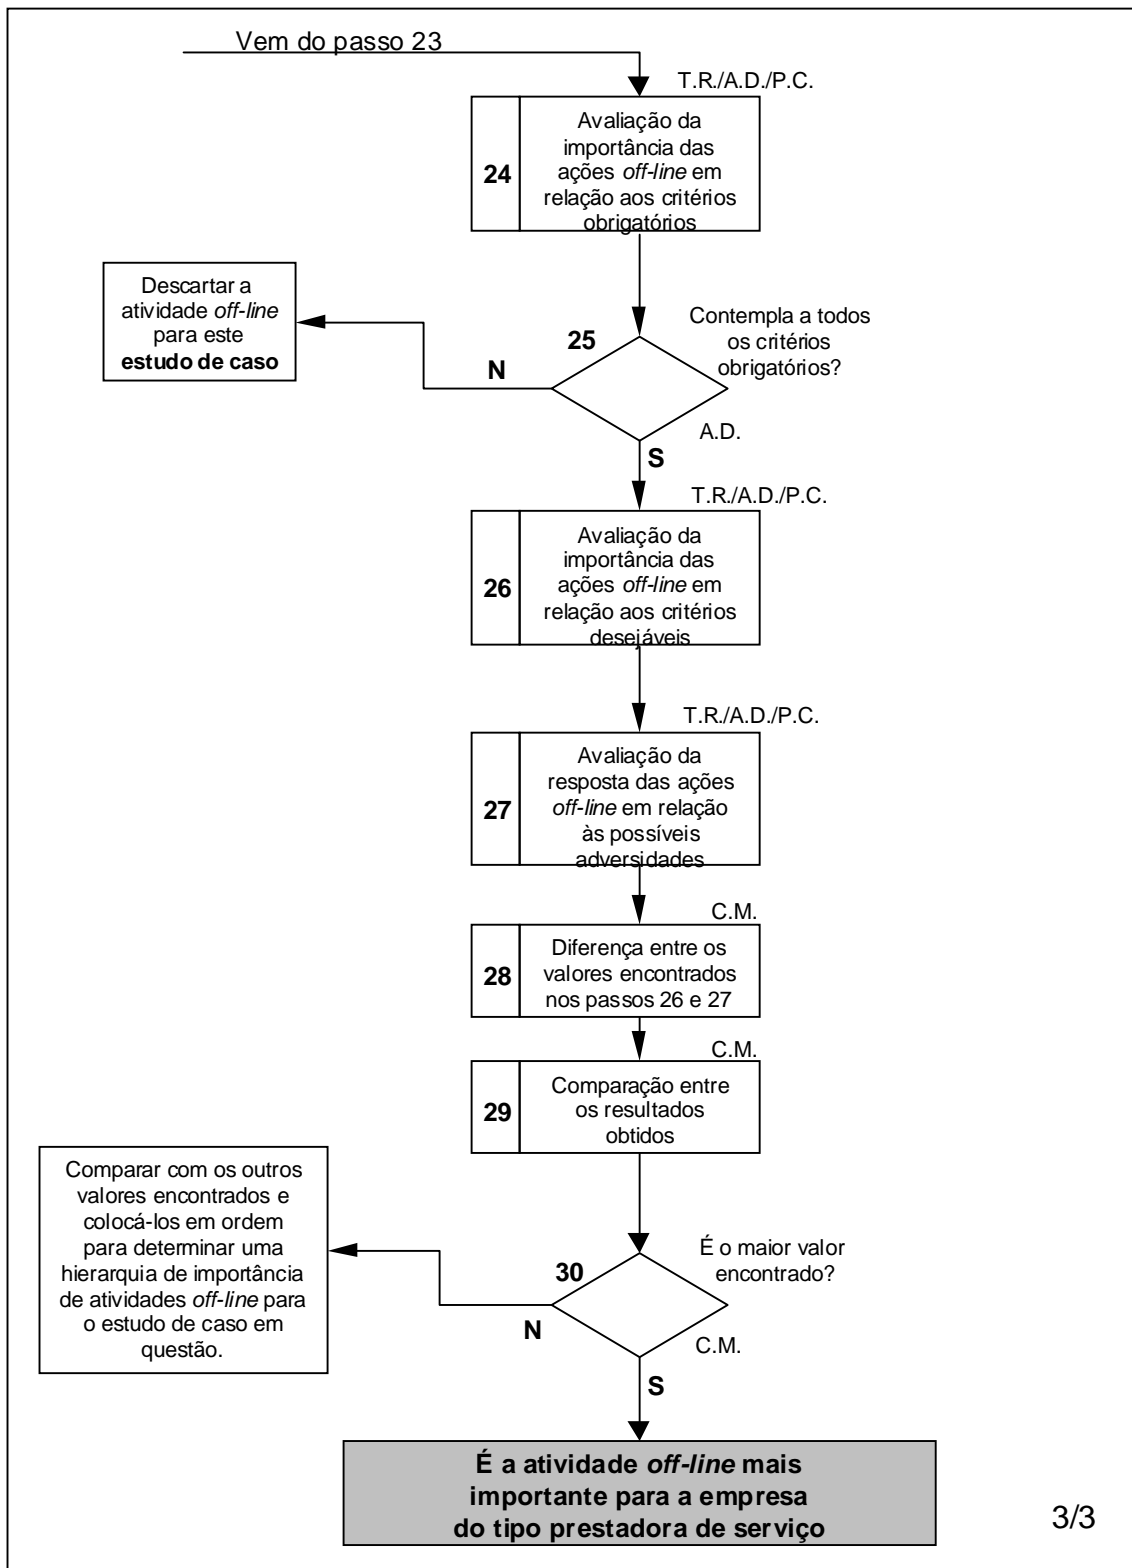 Vem do passo 23
T.R./A.D./P.C.
24
Avaliação da
importância das
ações off-line em
relação aos critérios
obrigatórios
Descartar a
atividade off-line
para este
estudo de caso
N
25
Contempla a todos
os critérios
obrigatórios?
A.D.
S
T.R./A.D./P.C.
26
Avaliação da
importância das
ações off-line em
relação aos critérios
desejáveis
T.R./A.D./P.C.
27
Avaliação da
resposta das ações
off-line em relação
às possíveis
adversidades
C.M.
28
Diferença entre os
valores encontrados
nos passos 26 e 27
C.M.
29
Comparação entre
os resultados
obtidos
Comparar com os outros
valores encontrados e
colocá-los em ordem
para determinar uma
hierarquia de importância
de atividades off-line para
o estudo de caso em
questão.
N
30
É o maior valor
encontrado?
C.M.
S
É a atividade off-line mais
importante para a empresa
do tipo prestadora de serviço
3/3